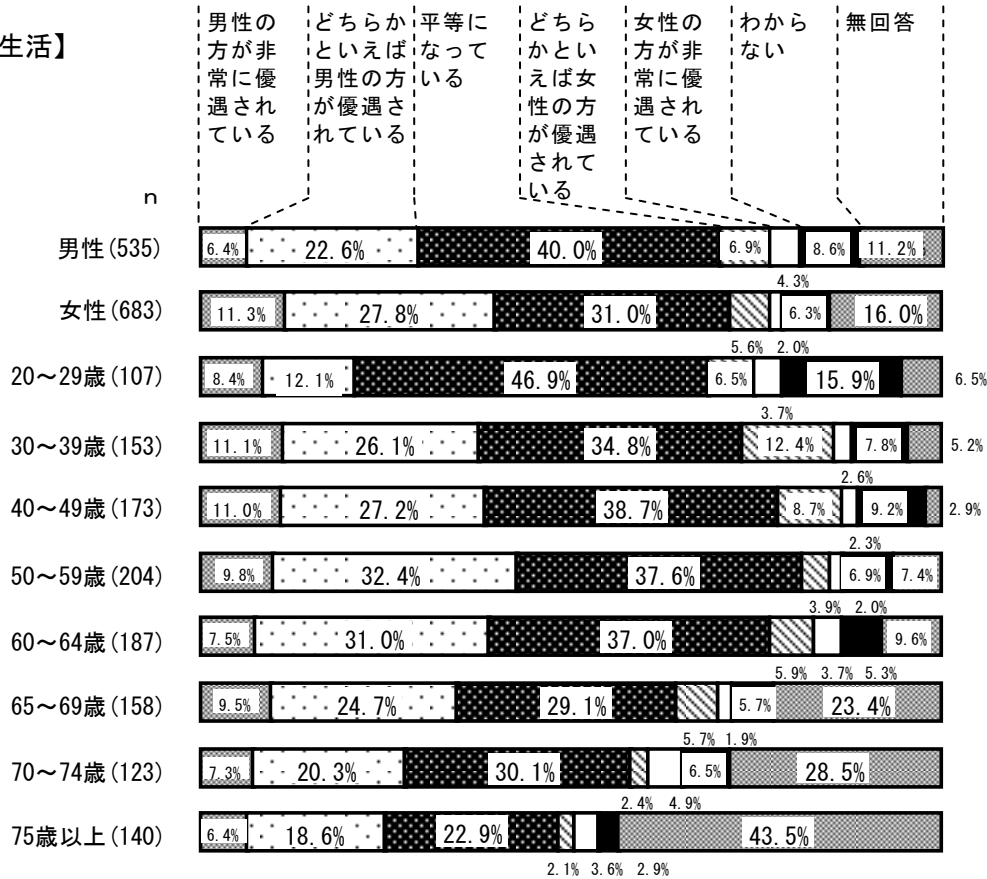 生活】
男性の方が非常に優遇されている
どちらかといえば男性の方が優遇されている
平等になっている
どちらかといえば女性の方が優遇されている
女性の方が非常に優遇されている
わからない
無回答
n
男性(535) 6.4% 22.6% 40.0% 6.9% 8.6% 11.2%
4.3%
女性(683) 11.3% 27.8% 31.0% 6.3% 16.0%
5.6% 2.0%
20～29歳(107) 8.4% 12.1% 46.9% 6.5% 15.9% 6.5%
3.7%
30～39歳(153) 11.1% 26.1% 34.8% 12.4% 7.8% 5.2%
2.6%
40～49歳(173) 11.0% 27.2% 38.7% 8.7% 9.2% 2.9%
2.3%
50～59歳(204) 9.8% 32.4% 37.6% 6.9% 7.4%
3.9% 2.0%
60～64歳(187) 7.5% 31.0% 37.0% 9.6%
5.9% 3.7% 5.3%
65～69歳(158) 9.5% 24.7% 29.1% 5.7% 23.4%
5.7% 1.9%
70～74歳(123) 7.3% 20.3% 30.1% 6.5% 28.5%
2.4% 4.9%
75歳以上(140) 6.4% 18.6% 22.9% 43.5%
2.1% 3.6% 2.9%